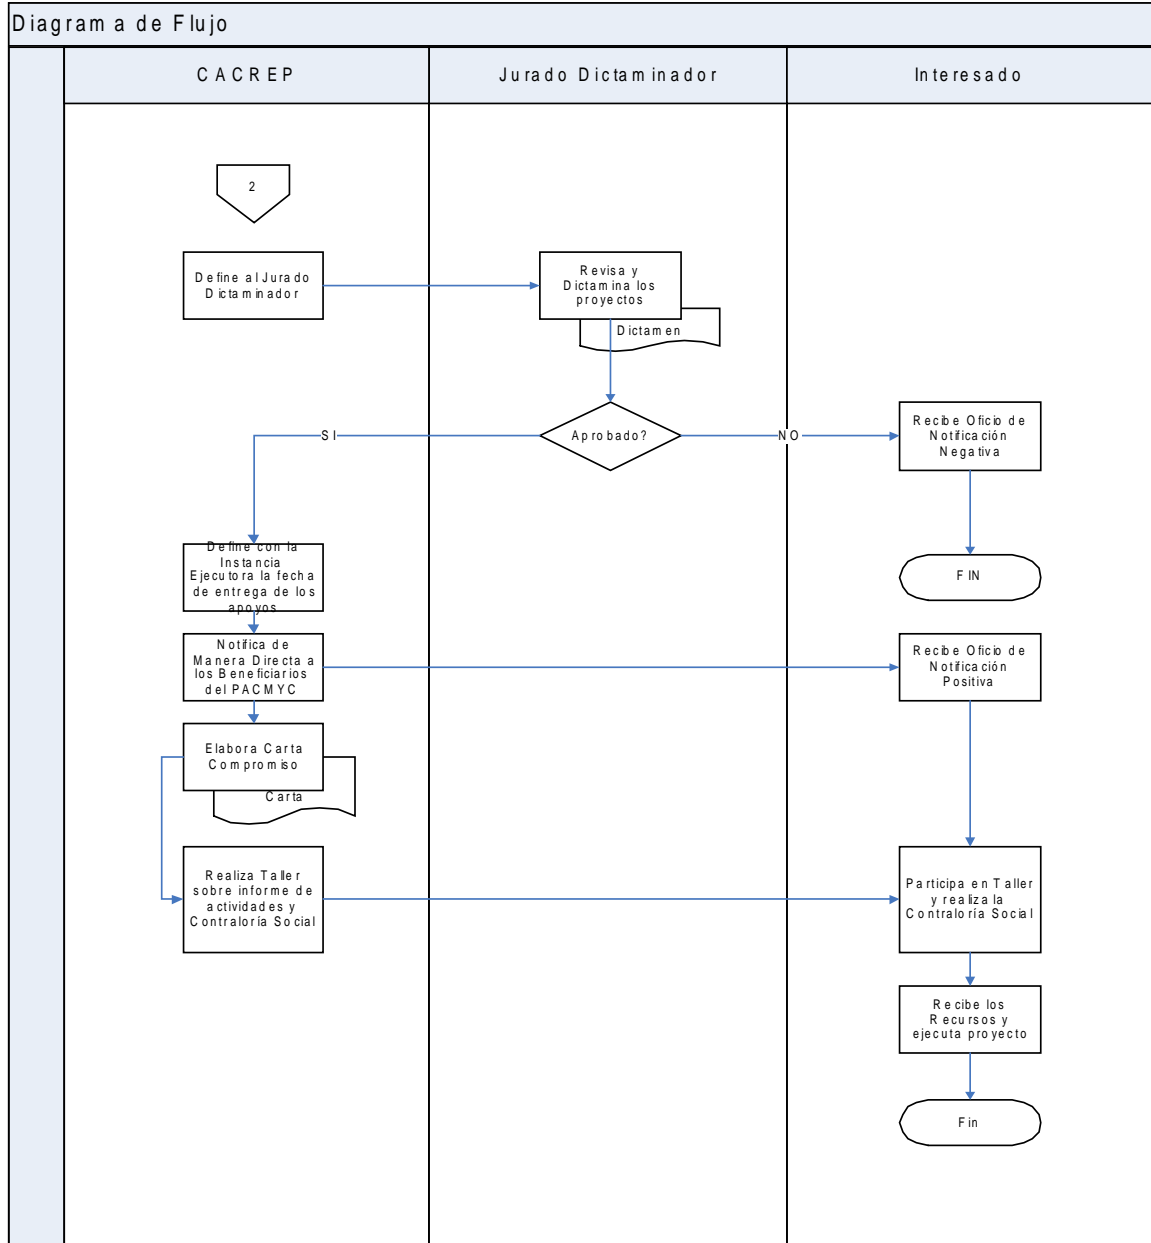 Diagrama de Flujo
CACREP
Jurado Dictaminador
Interesado
2
Define al Jurado
Dictaminador
Revisa y
Dictamina los
proyectos
Dictamen
Aprobado?
SI
NO
Recibe Oficio de
Notificación
Negativa
FIN
Define con la
Instancia
Ejecutora la fecha
de entrega de los
apoyos
Notifica de
Manera Directa a
los Beneficiarios
del PACMYC
Recibe Oficio de
Notificación
Positiva
Elabora Carta
Compromiso
Carta
Realiza Taller
sobre informe de
actividades y
Contraloría Social
Participa en Taller
y realiza la
Contraloría Social
Recibe los
Recursos y
ejecuta proyecto
Fin